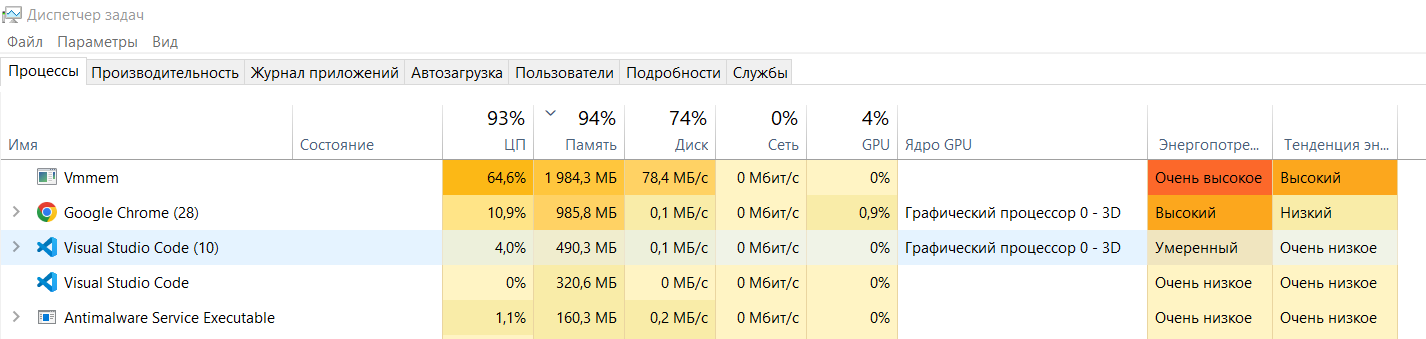 Диспетчер задач
Файл Параметры Вид
Процессы Производительность Журнал приложений Автозагрузка Пользователи Подробности Службы
93% 94% 74% 0% 4%
Имя Состояние ЦП Память Диск Сеть GPU Ядро GPU Энергопотре... Тенденция эн...
Vmmem 64,6% 1 984,3 МБ 78,4 МБ/с 0 Мбит/с 0% Очень высокое Высокий
Google Chrome (28) 10,9% 985,8 МБ 0,1 МБ/с 0 Мбит/с 0,9% Графический процессор 0 - 3D Высокий Низкий
Visual Studio Code (10) 4,0% 490,3 МБ 0,1 МБ/с 0 Мбит/с 0% Графический процессор 0 - 3D Умеренный Очень низкое
Visual Studio Code 0% 320,6 МБ 0 МБ/с 0 Мбит/с 0% Очень низкое Очень низкое
Antimalware Service Executable 1,1% 160,3 МБ 0,2 МБ/с 0 Мбит/с 0% Очень низкое Очень низкое